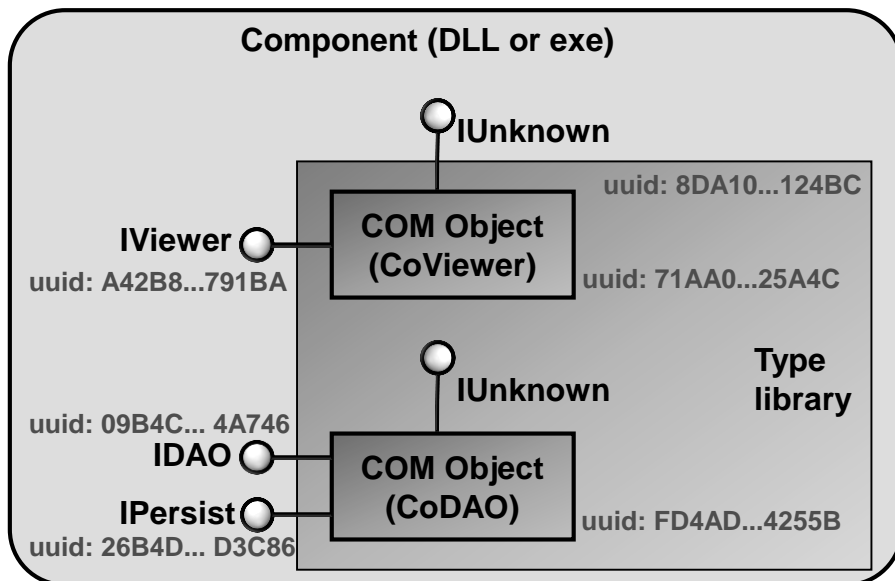 Component (DLL or exe)
IUnknown
uuid: 8DA10...124BC
IViewer
COM Object
(CoViewer)
uuid: A42B8...791BA
uuid: 71AA0...25A4C
IUnknown
Type
library
uuid: 09B4C... 4A746
IDAO
COM Object
(CoDAO)
IPersist
uuid: FD4AD...4255B
uuid: 26B4D... D3C86